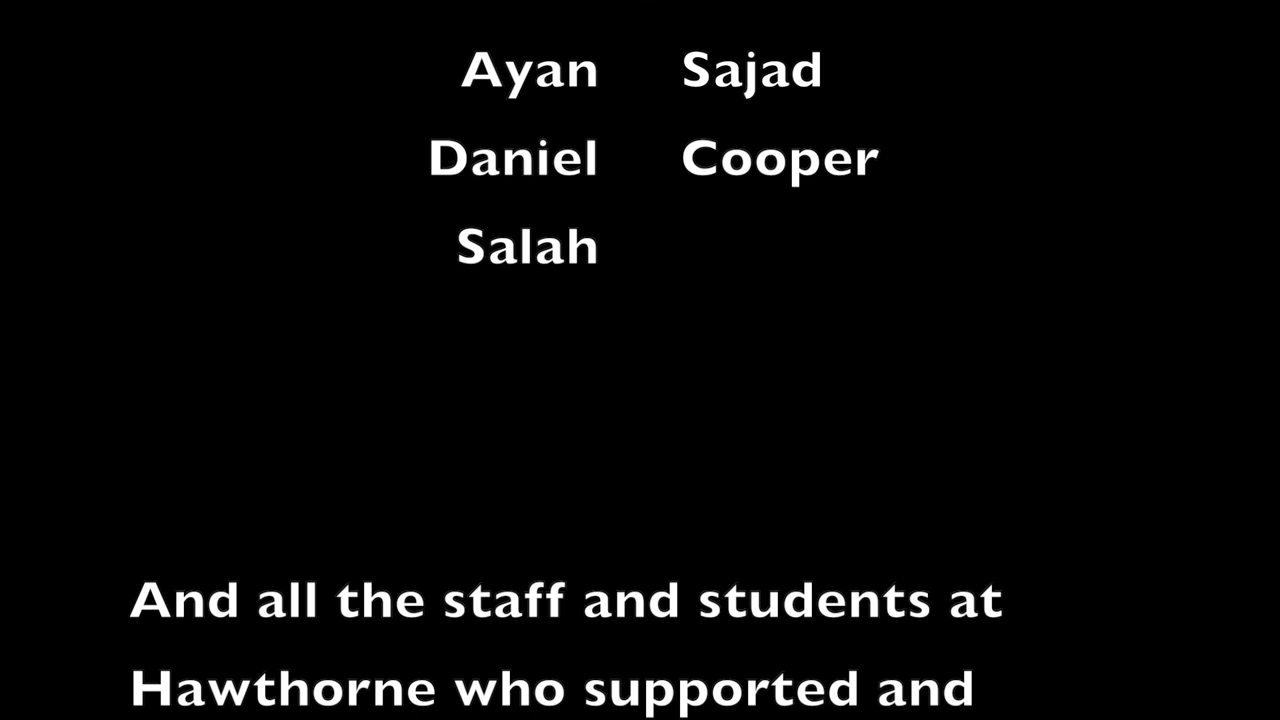 Ayan Sajad
Daniel Cooper
Salah
And all the staff and students at
Hawthorne who supported and